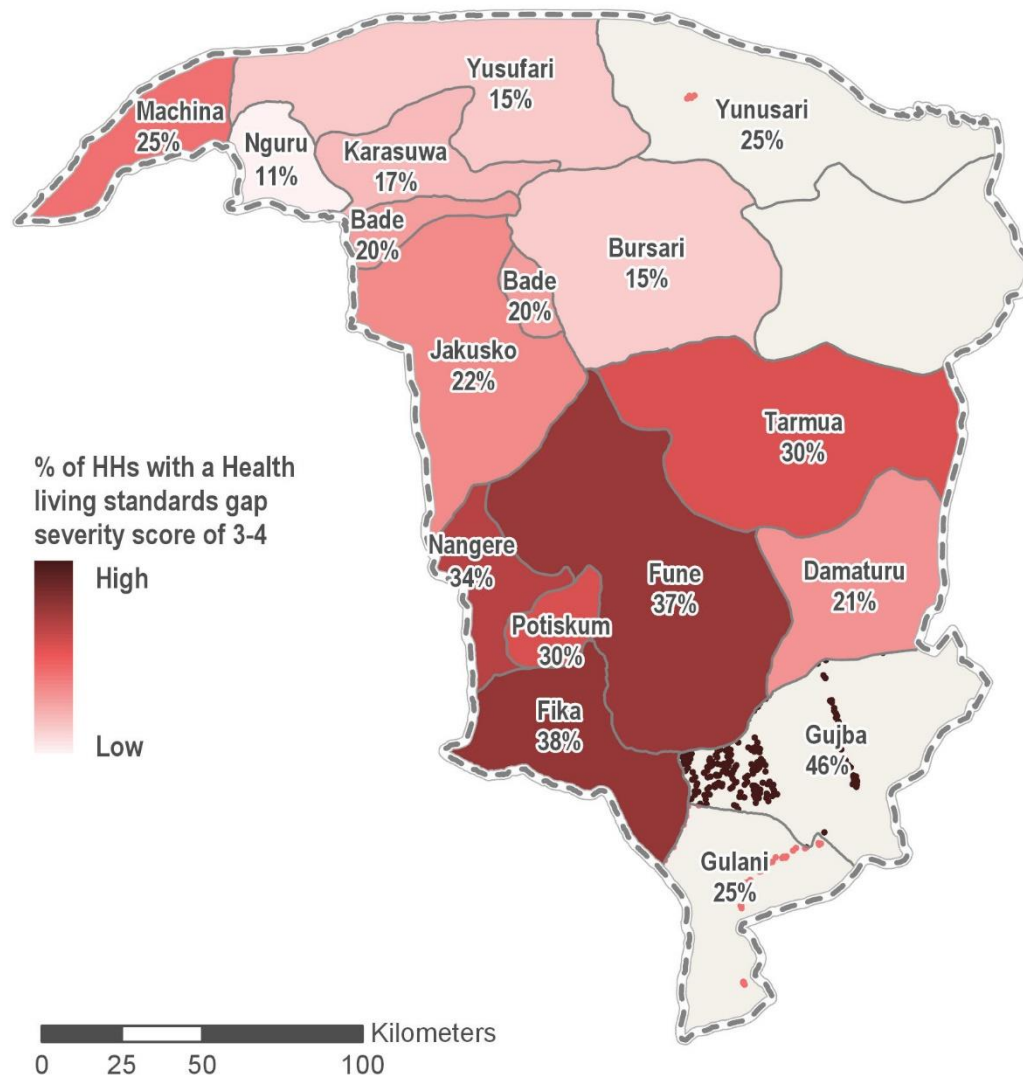 Yusufari
15%
Machina
25%
Yunusari
25%
Nguru
11%
Karasuwa
17%
Bade
20%
Bursari
15%
Bade
20%
Jakusko
22%
Tarmua
30%
% of HHs with a Health
living standards gap
severity score of 3-4
High
Low
Nangere
34%
Fune
37%
Damaturu
21%
Potiskum
30%
Fika
38%
Gujba
46%
Gulani
25%
Kilometers
0 25 50 100